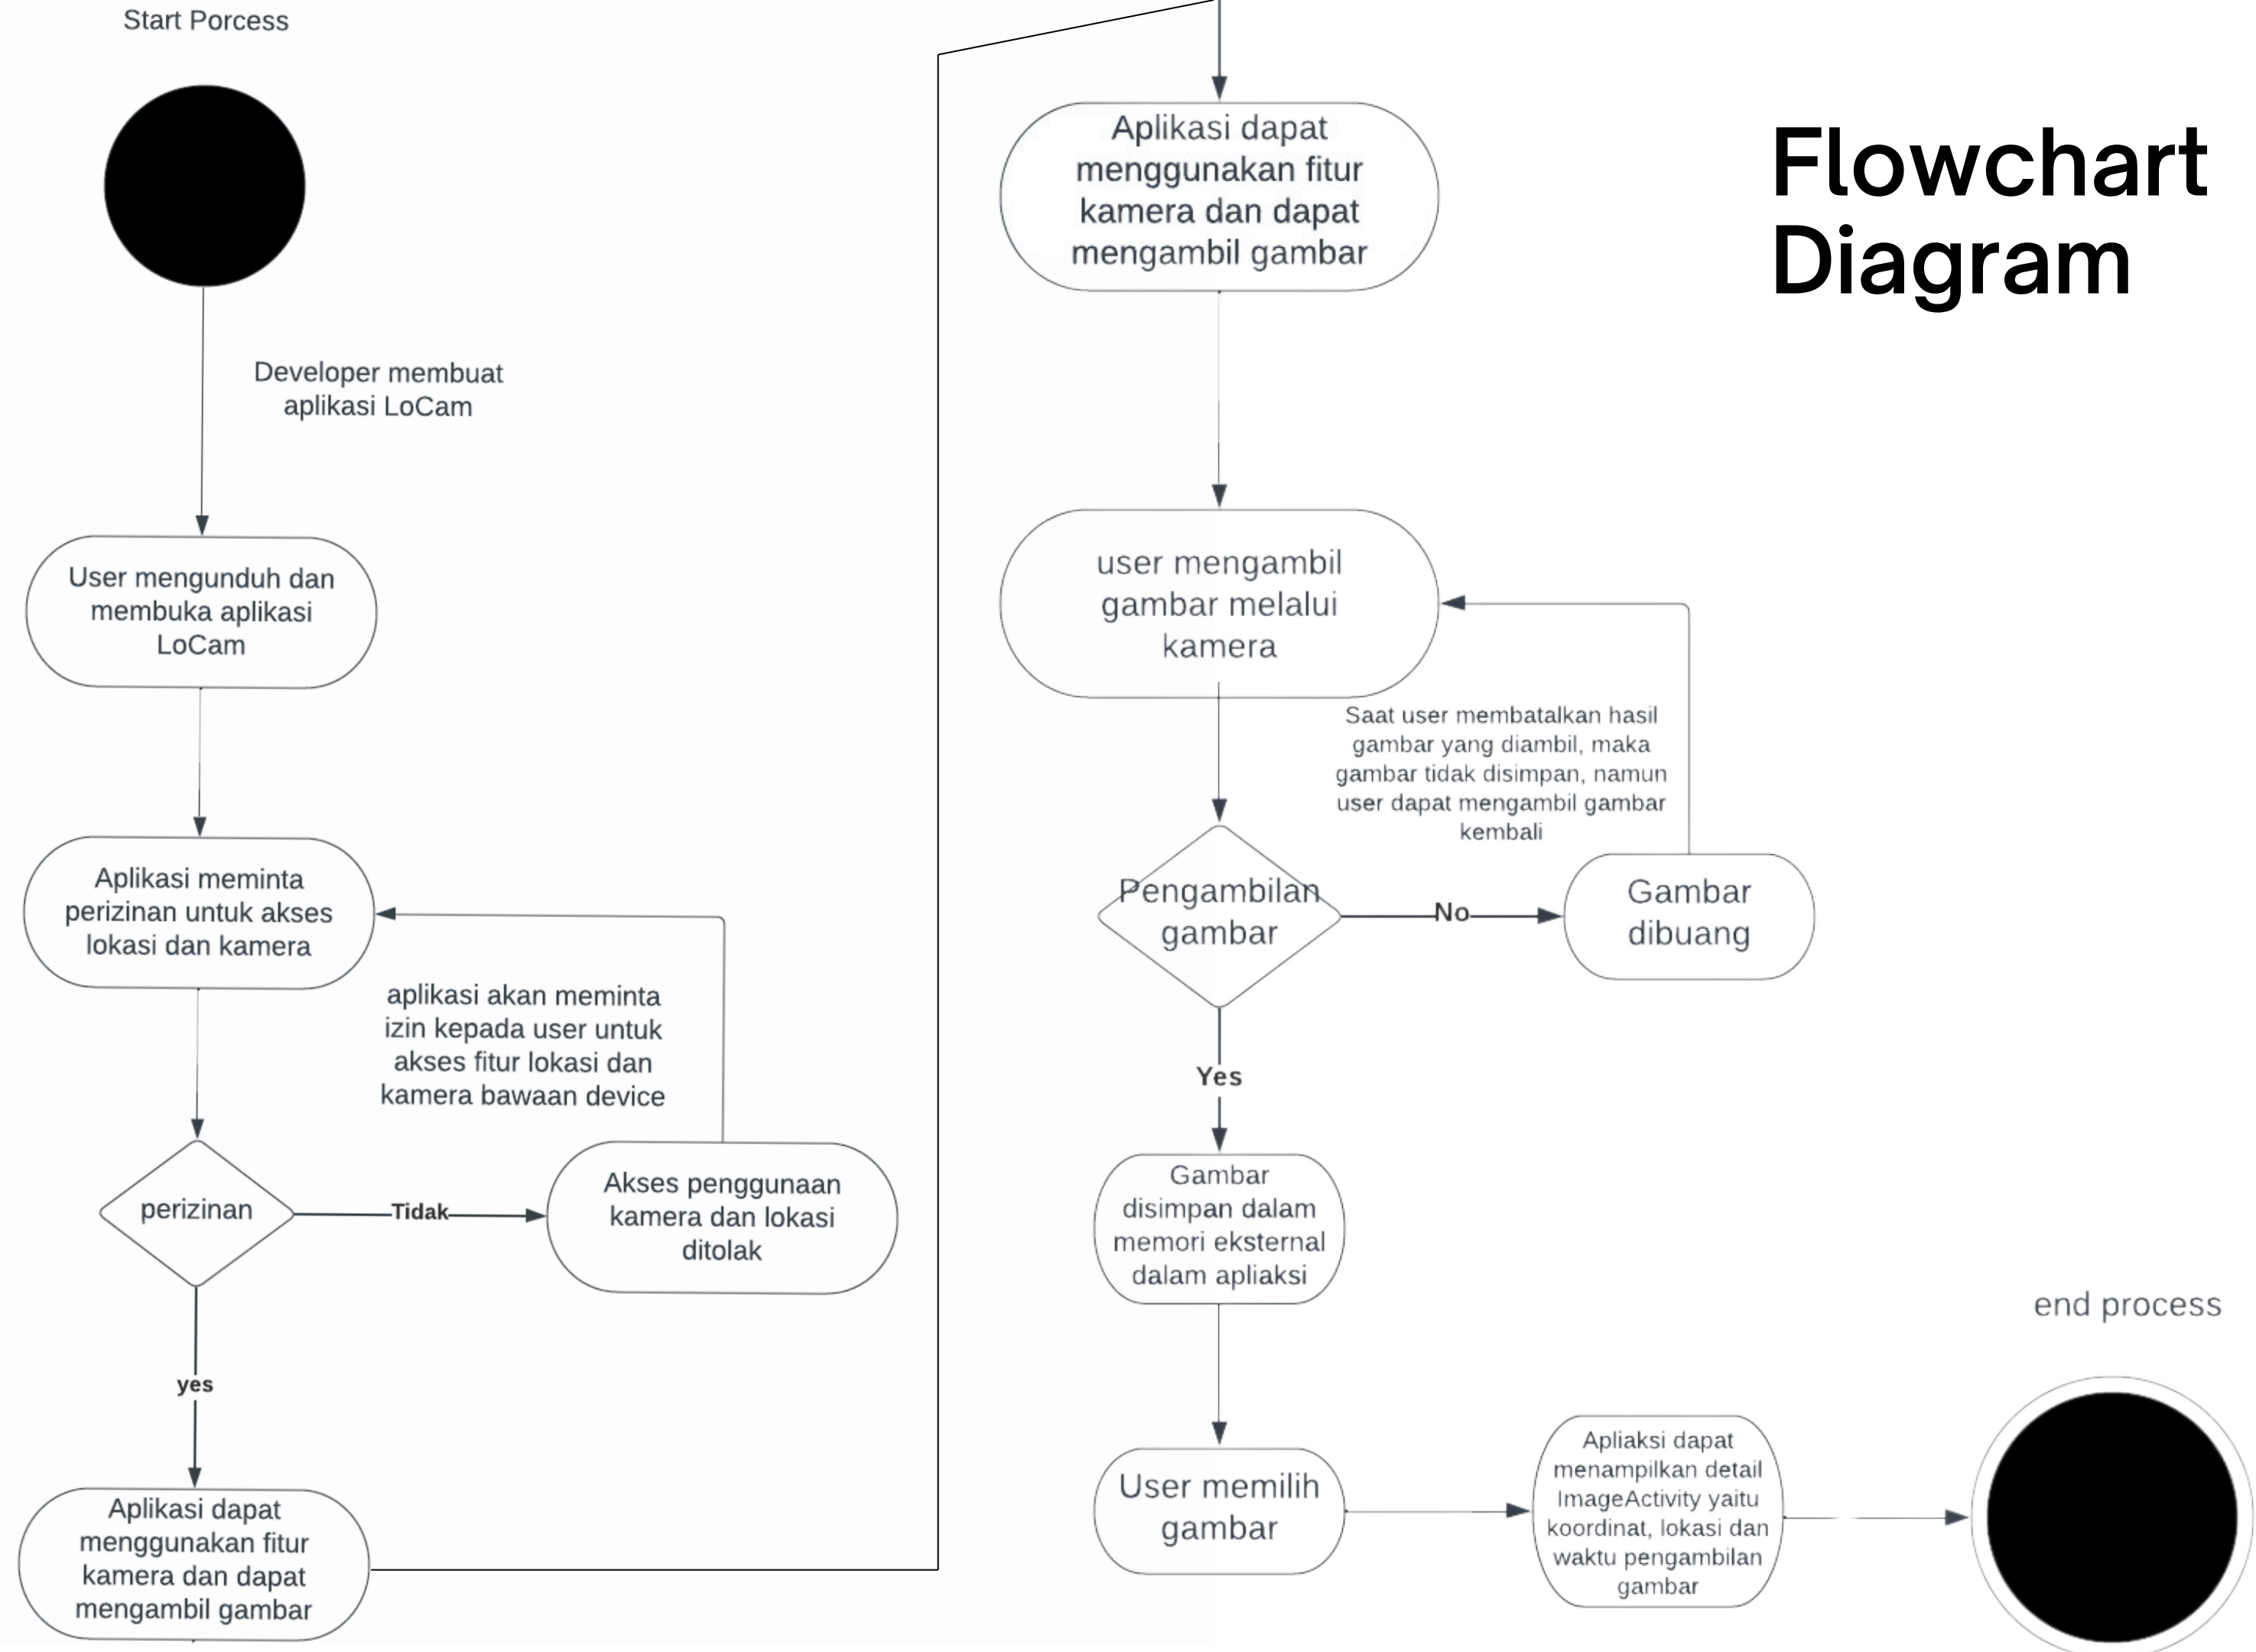 Start Porcess
Developer membuat
aplikasi LoCam
User mengunduh dan
membuka aplikasi
LoCam
Aplikasi meminta
perizinan untuk akses
lokasi dan kamera
aplikasi akan meminta
izin kepada user untuk
akses fitur lokasi dan
kamera bawaan device
perizinan
Tidak
Akses penggunaan
kamera dan lokasi
ditolak
yes
Aplikasi dapat
menggunakan fitur
kamera dan dapat
mengambil gambar
Aplikasi dapat
menggunakan fitur
kamera dan dapat
mengambil gambar
user mengambil
gambar melalui
kamera
Saat user membatalkan hasil
gambar yang diambil, maka
gambar tidak disimpan, namun
user dapat mengambil gambar
kembali
Pengambilan
gambar
No
Gambar
dibuang
Yes
Gambar
disimpan dalam
memori eksternal
dalam apliaksi
User memilih
gambar
Apliaksi dapat
menampilkan detail
ImageActivity yaitu
koordinat, lokasi dan
waktu pengambilan
gambar
end process
Flowchart
Diagram